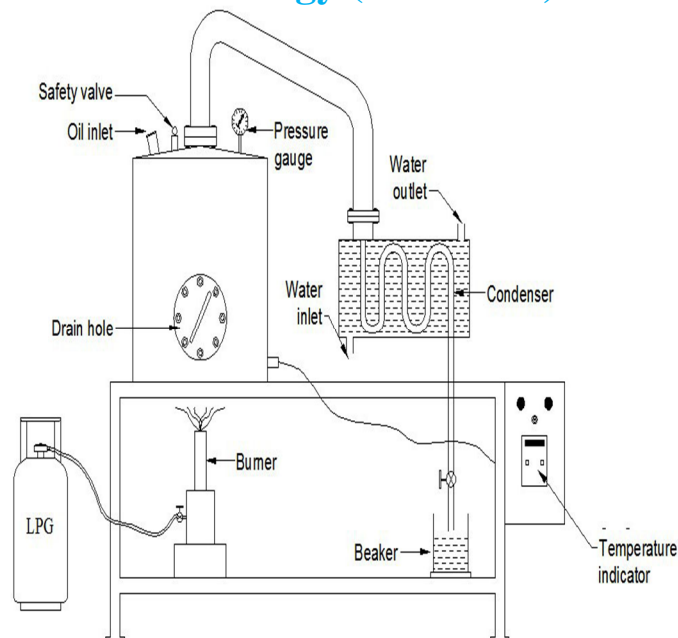 Safety valve
Oil inlet
Pressure
gauge
Water
outlet
Water
inlet
Condenser
Drain hole
Burner
LPG
Beaker
Temperature
indicator